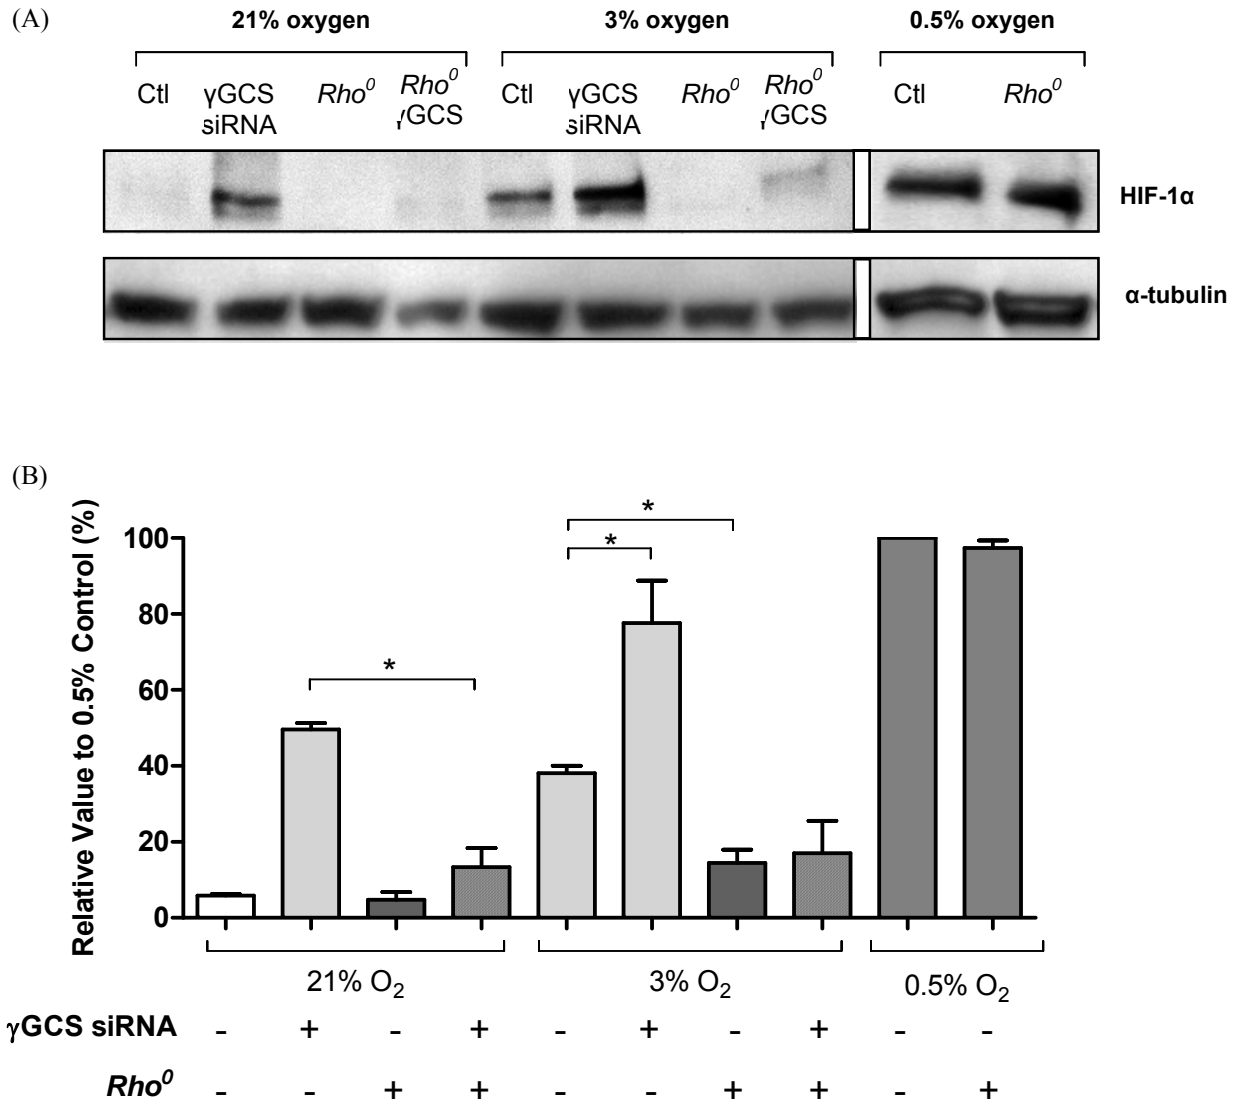 (A)
21% oxygen 3% oxygen 0.5% oxygen
Ctl γGCS Rho⁰ Rho⁰ Ctl γGCS Rho⁰ Rho⁰ Ctl Rho⁰
siRNA γGCS siRNA γGCS
HIF-1α
α-tubulin
(B)
Relative Value to 0.5% Control (%)
100
80
60
40
20
0
* * *
21% O₂ 3% O₂ 0.5% O₂
γGCS siRNA - + - + - + - + - -
Rho⁰ - - + + - - + + - +